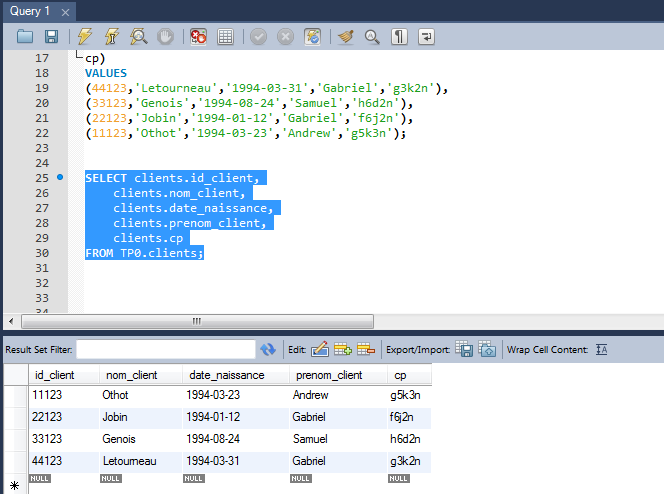 Query 1
17 cp)
18 VALUES
19 (44123,'Letourneau','1994-03-31','Gabriel','g3k2n'),
20 (33123,'Genois','1994-08-24','Samuel','h6d2n'),
21 (22123,'Jobin','1994-01-12','Gabriel','f6j2n'),
22 (11123,'Othot','1994-03-23','Andrew','g5k3n');
23
24
25 SELECT clients.id_client,
26 clients.nom_client,
27 clients.date_naissance,
28 clients.prenom_client,
29 clients.cp
30 FROM TP0.clients;
31
32
33
Result Set Filter: Edit: Export/Import: Wrap Cell Content:
id_client nom_client date_naissance prenom_client cp
11123 Othot 1994-03-23 Andrew g5k3n
22123 Jobin 1994-01-12 Gabriel f6j2n
33123 Genois 1994-08-24 Samuel h6d2n
44123 Letourneau 1994-03-31 Gabriel g3k2n
NULL NULL NULL NULL NULL